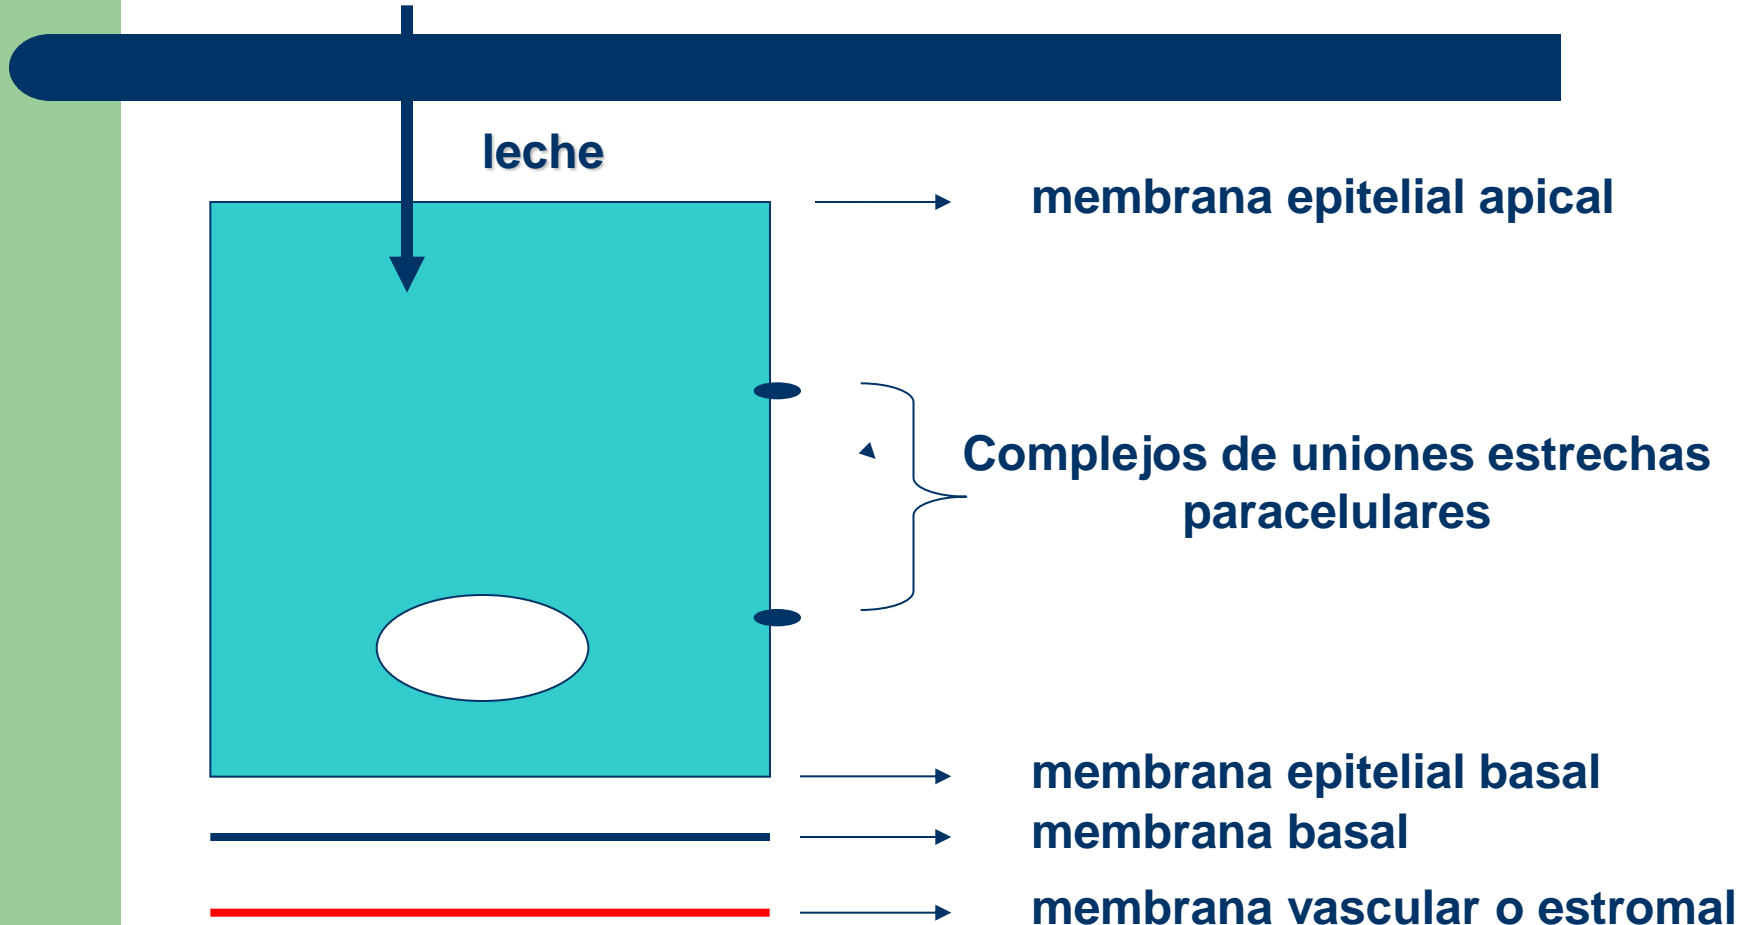 leche
membrana epitelial apical
Complejos de uniones estrechas
paracelulares
membrana epitelial basal
membrana basal
membrana vascular o estromal